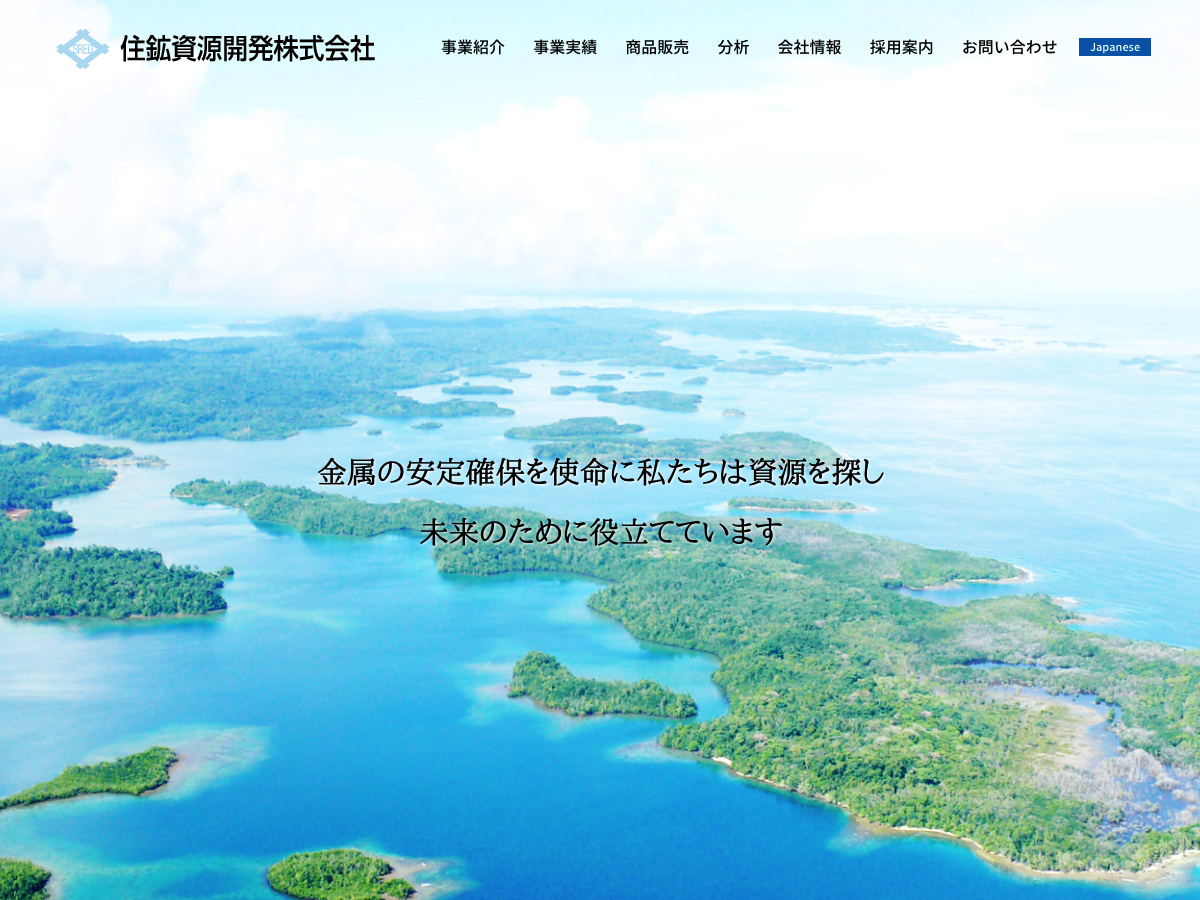 SRED
住鉱資源開発株式会社
事業紹介
事業実績
商品販売
分析
会社情報
採用案内
お問い合わせ
Japanese
金属の安定確保を使命に私たちは資源を探し
未来のために役立てています